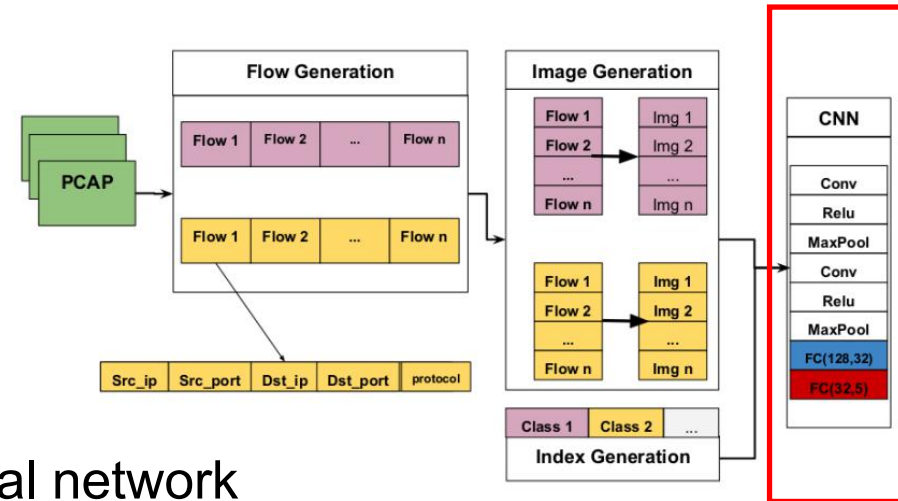 PCAP
Flow Generation
Flow 1 Flow 2 ... Flow n
Flow 1 Flow 2 ... Flow n
Src_ip Src_port Dst_ip Dst_port protocol
Image Generation
Flow 1 Img 1
Flow 2 Img 2
... ...
Flow n Img n
Flow 1 Img 1
Flow 2 Img 2
... ...
Flow n Img n
Class 1 Class 2 ...
Index Generation
CNN
Conv
Relu
MaxPool
Conv
Relu
MaxPool
FC(128,32)
FC(32,5)
al network